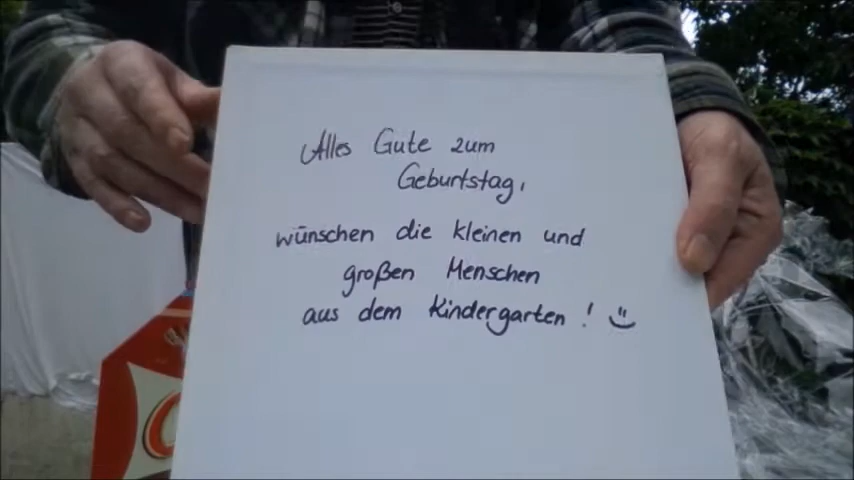 Alles Gute zum
Geburtstag,
wünschen die kleinen und
großen Menschen
aus dem Kindergarten! ¨)